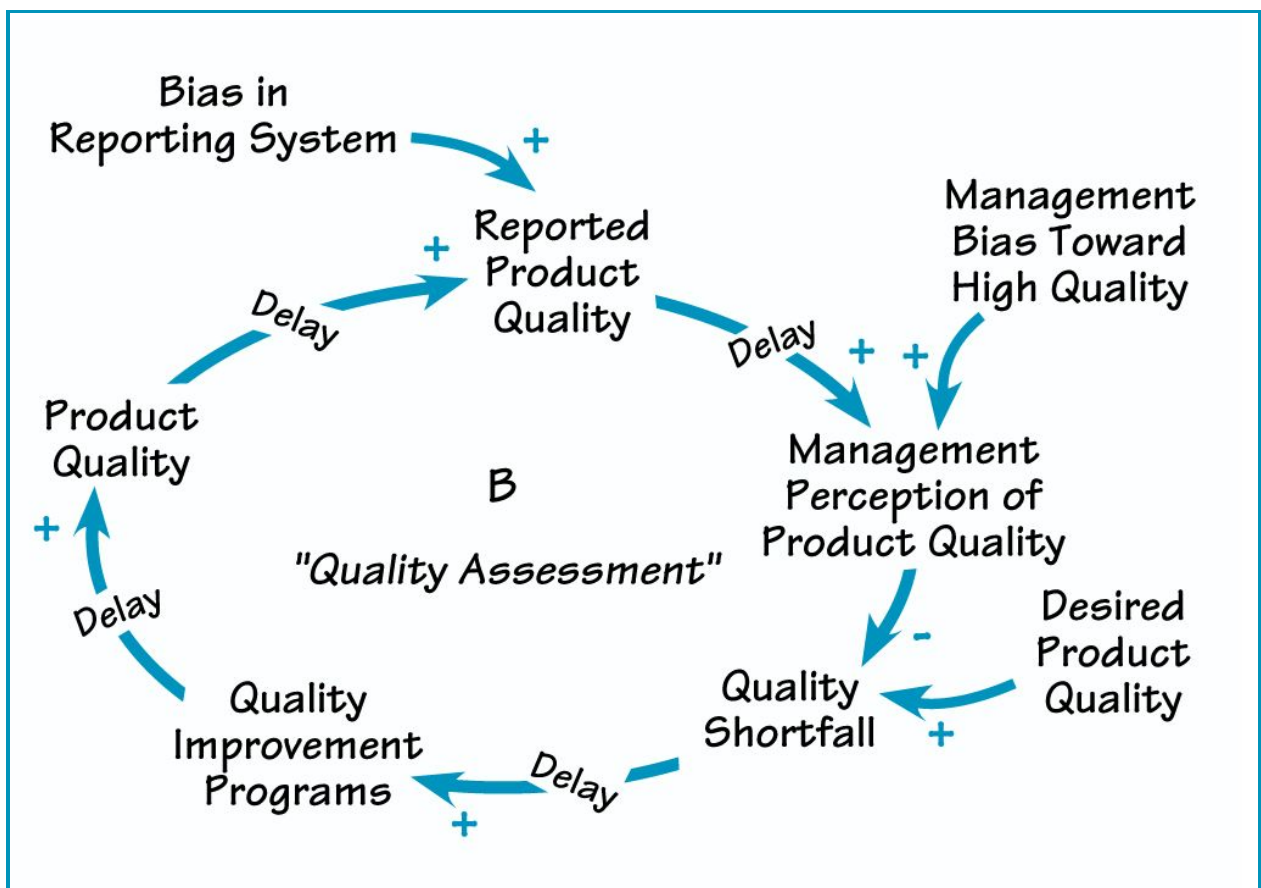 Bias in
Reporting System
+
Reported
Product
Quality
+
Delay
Management
Bias Toward
High Quality
Delay
+
+
Product
Quality
Management
Perception of
Product Quality
B
"Quality Assessment"
+
Delay
-
Desired
Product
Quality
Quality
Shortfall
+
Quality
Improvement
Programs
Delay
+